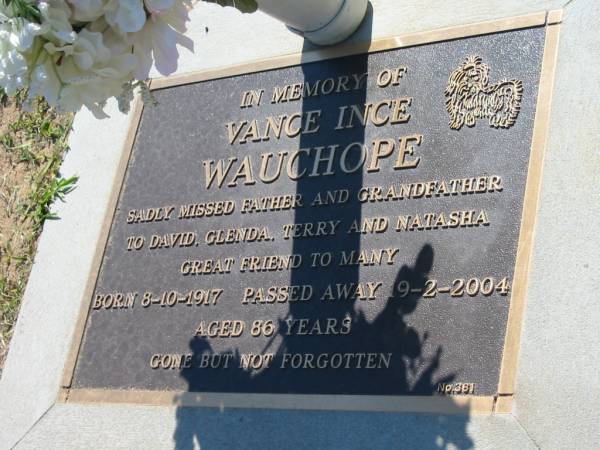 IN MEMORY OF
VANCE INCE
WAUCHOPE
SADLY MISSED FATHER AND GRANDFATHER
TO DAVID, GLENDA, TERRY AND NATASHA
GREAT FRIEND TO MANY
BORN 8-10-1917 PASSED AWAY 19-2-2004
AGED 86 YEARS
GONE BUT NOT FORGOTTEN
No.381